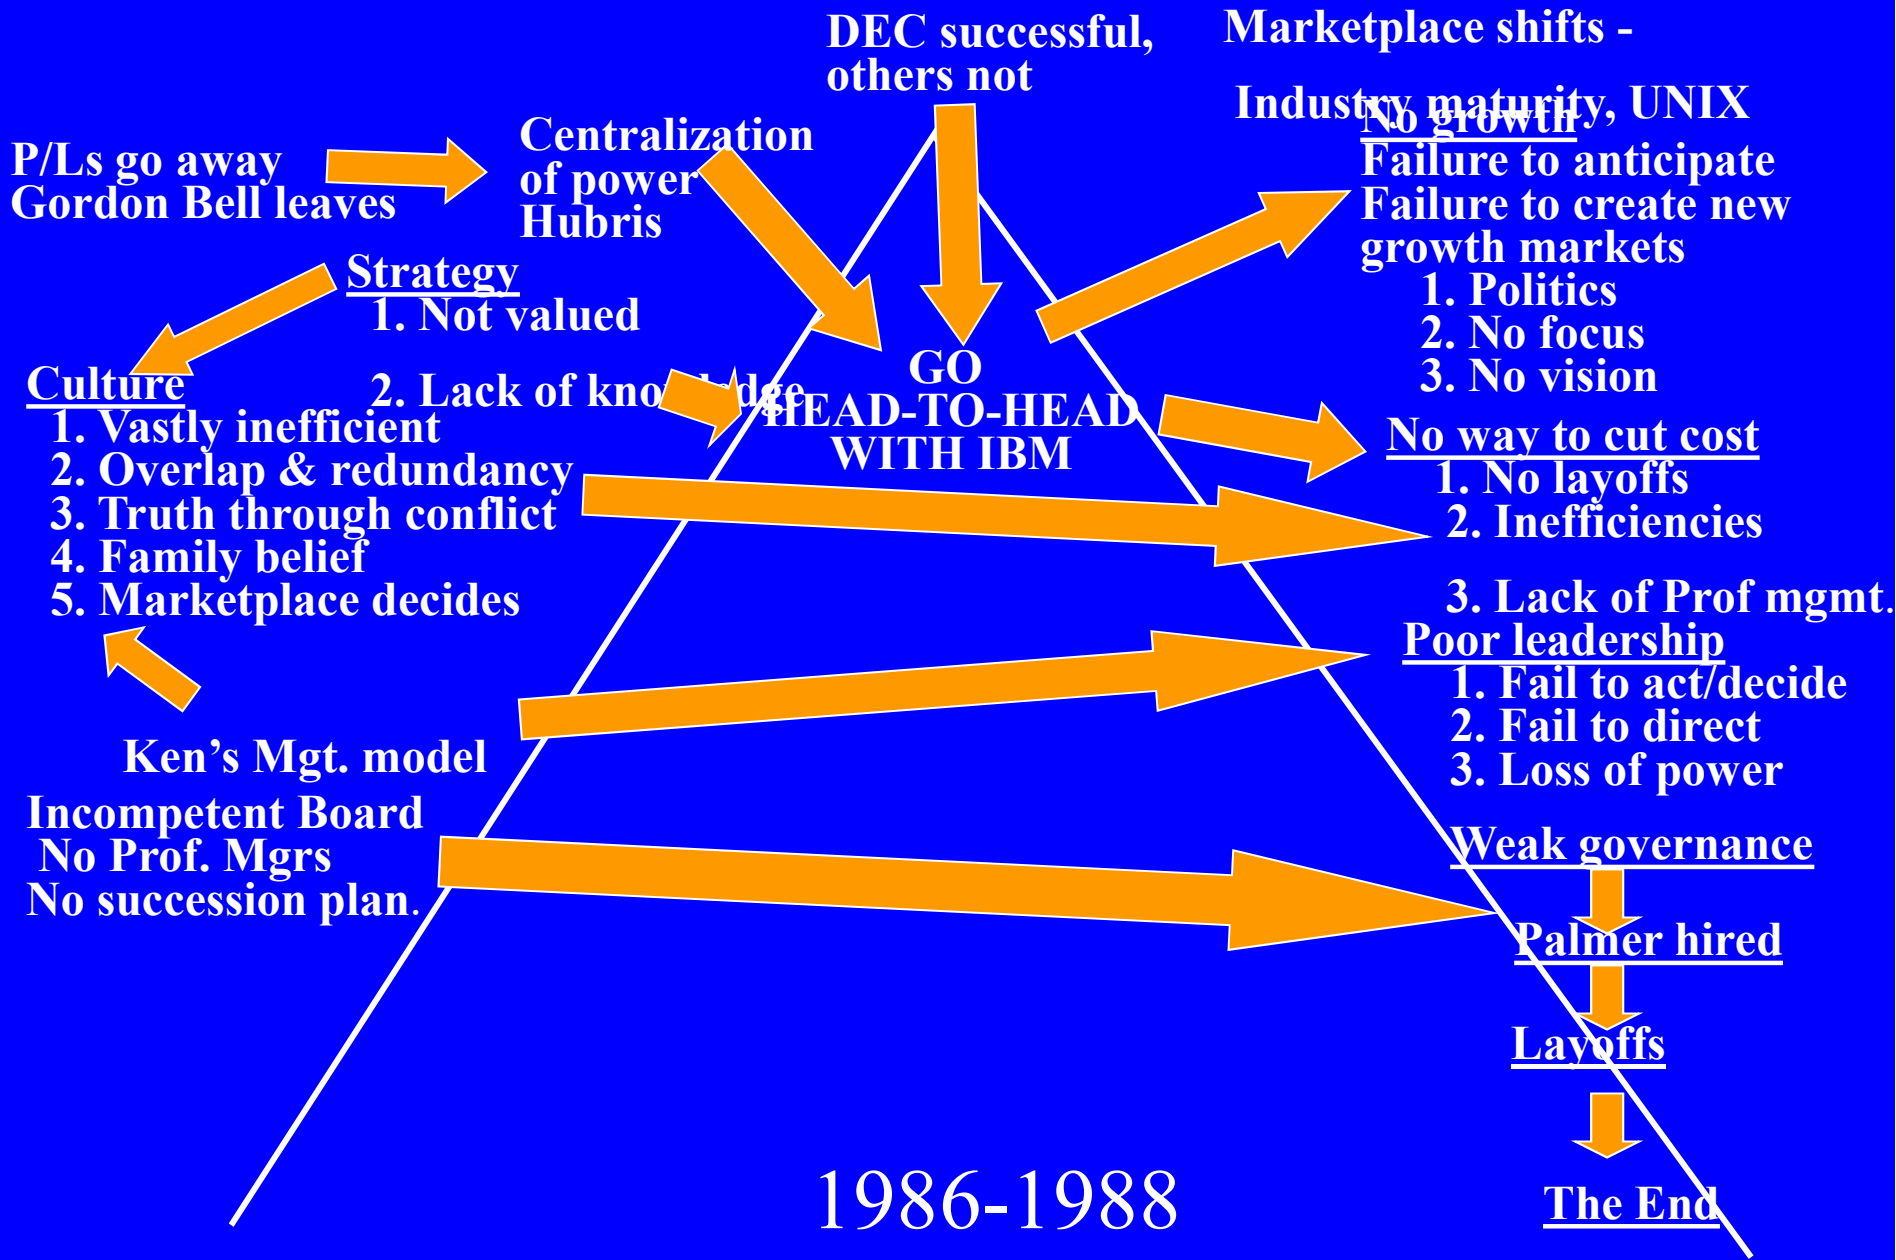 DEC successful,
others not
Marketplace shifts -
Industry maturity, UNIX
P/Ls go away
Gordon Bell leaves
Centralization
of power
Hubris
Strategy
1. Not valued
2. Lack of knowledge
Culture
1. Vastly inefficient
2. Overlap & redundancy
3. Truth through conflict
4. Family belief
5. Marketplace decides
Ken’s Mgt. model
Incompetent Board
No Prof. Mgrs
No succession plan.
GO
HEAD-TO-HEAD
WITH IBM
No growth
Failure to anticipate
Failure to create new
growth markets
1. Politics
2. No focus
3. No vision
No way to cut cost
1. No layoffs
2. Inefficiencies
3. Lack of Prof mgmt.
Poor leadership
1. Fail to act/decide
2. Fail to direct
3. Loss of power
Weak governance
Palmer hired
Layoffs
The End
1986-1988